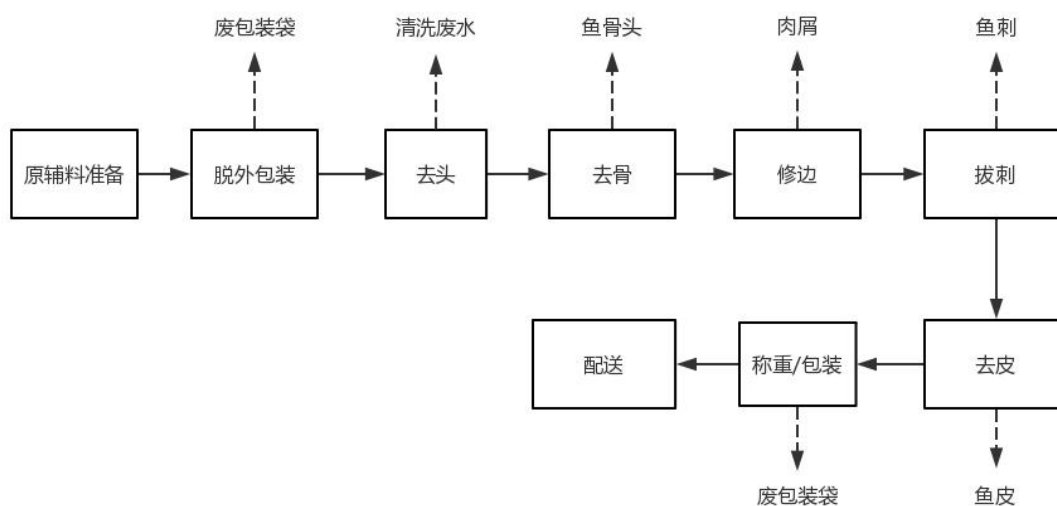 废包装袋
清洗废水
鱼骨头
肉屑
鱼刺
原辅料准备
脱外包装
去头
去骨
修边
拔刺
配送
称重/包装
去皮
废包装袋
鱼皮